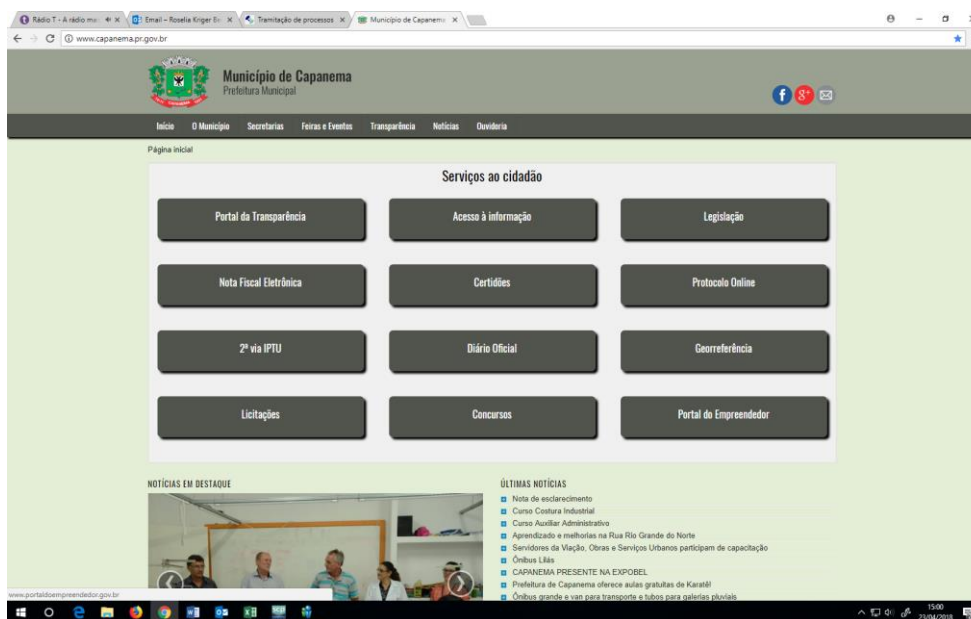 Rádio T - A rádio ma
Email – Roselia Kriger B
Tramitação de processos
Município de Capanema
www.capanema.pr.gov.br
Município de Capanema
Prefeitura Municipal
Início O Município Secretarias Feiras e Eventos Transparência Notícias Ouvidoria
Página inicial
Serviços ao cidadão
Portal da Transparência Acesso à informação Legislação
Nota Fiscal Eletrônica Certidões Protocolo Online
2ª via IPTU Diário Oficial Georreferência
Licitações Concursos Portal do Empreendedor
NOTÍCIAS EM DESTAQUE
ÚLTIMAS NOTÍCIAS
Nota de esclarecimento
Curso Costura Industrial
Curso Auxiliar Administrativo
Aprendizado e melhorias na Rua Rio Grande do Norte
Servidores da Viação, Obras e Serviços Urbanos participam de capacitação
Ônibus Lilás
CAPANEMA PRESENTE NA EXPOBEL
Prefeitura de Capanema oferece aulas gratuitas de Karatê!
Ônibus grande e van para transporte e tubos para galerias pluviais
www.portaldoempreendedor.gov.br
15:00
23/04/2018